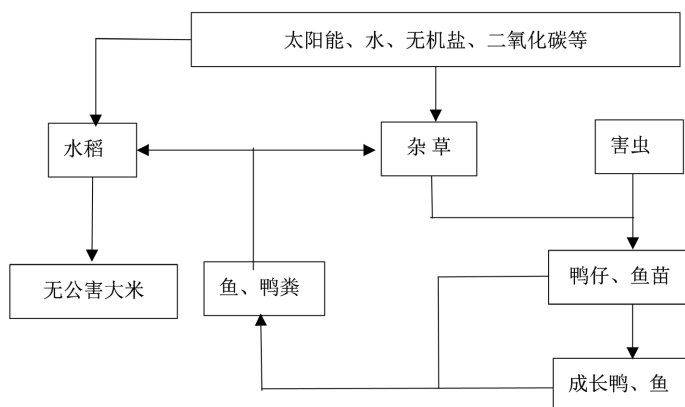 太阳能、水、无机盐、二氧化碳等
水稻
杂草
害虫
无公害大米
鱼、鸭粪
鸭仔、鱼苗
成长鸭、鱼